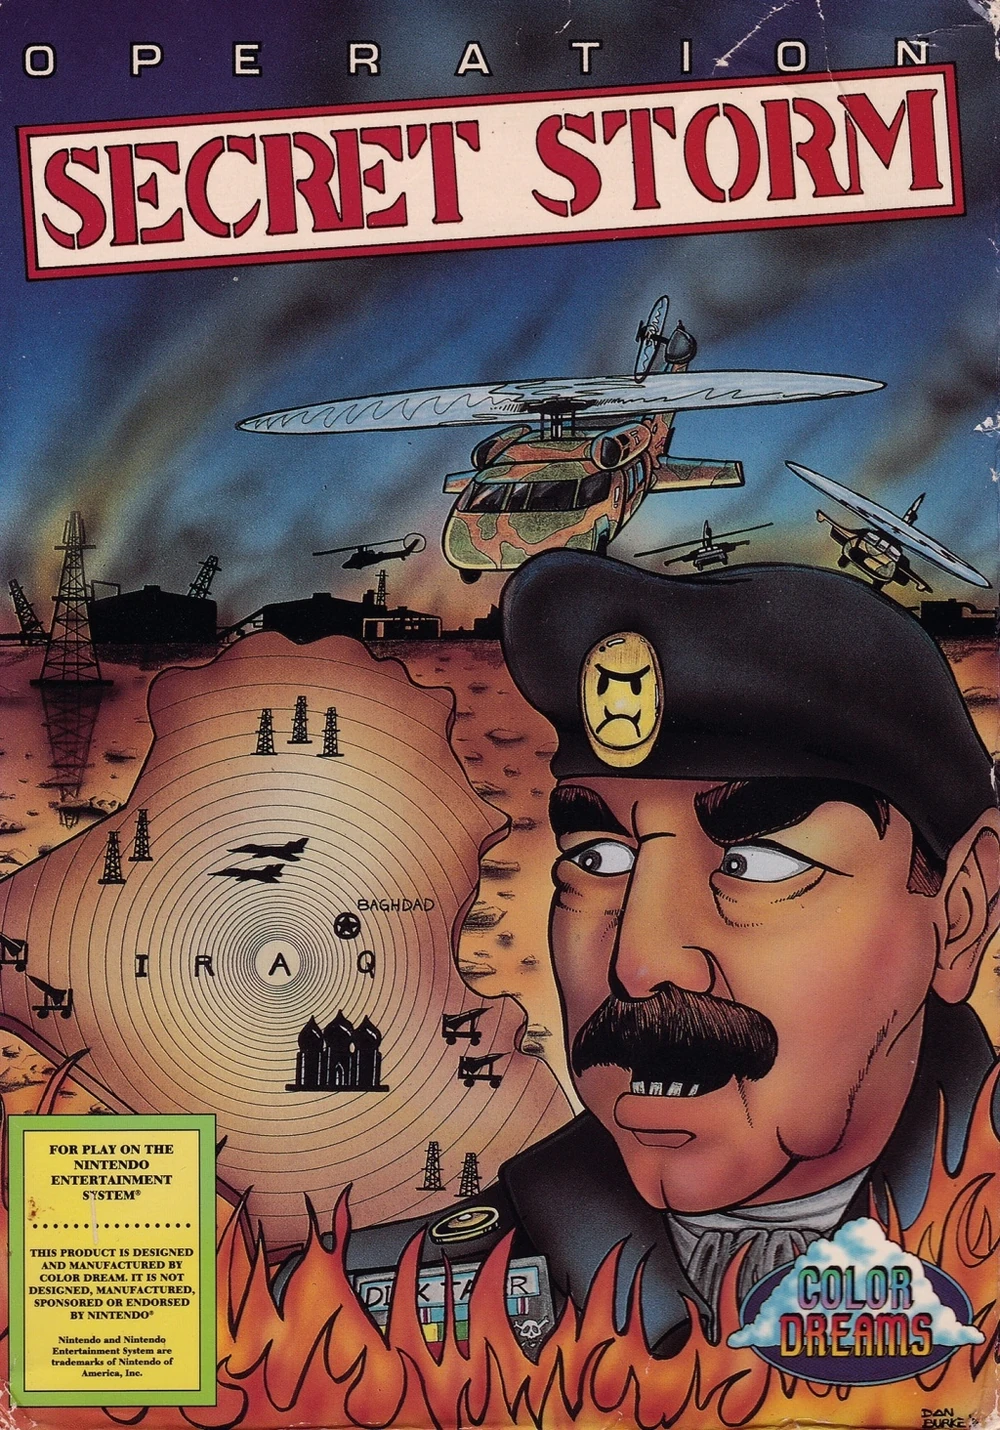 OPERATION
SECRET STORM
BAGHDAD
IRAQ
FOR PLAY ON THE
NINTENDO
ENTERTAINMENT
SYSTEM®
THIS PRODUCT IS DESIGNED
AND MANUFACTURED BY
COLOR DREAM. IT IS NOT
DESIGNED, MANUFACTURED,
SPONSORED OR ENDORSED
BY NINTENDO®
Nintendo and Nintendo
Entertainment System are
trademarks of Nintendo of
America, Inc.
COLOR
DREAMS
DAN
BURKE